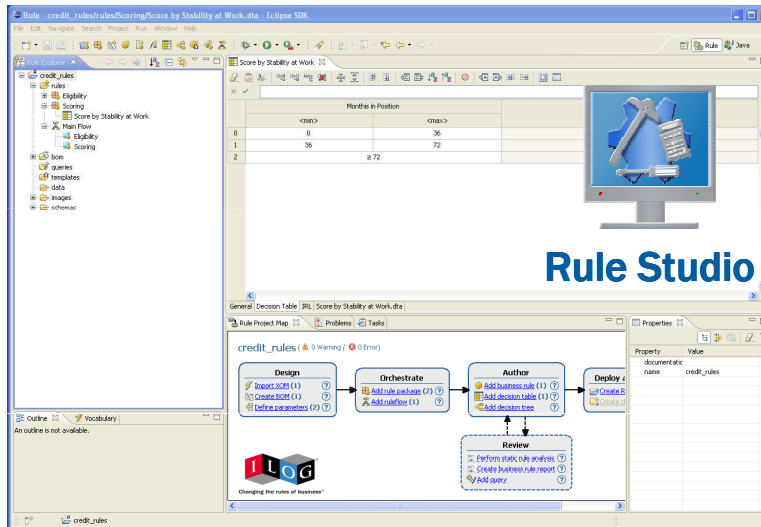 Rule - credit_rules/rules/Scoring/Score by Stability at Work.dta - Eclipse SDK
File Edit Navigate Search Project Run Window Help
Rule Java
Rule Explorer
credit_rules
rules
Eligibility
Scoring
Score by Stability at Work
Main Flow
Eligibility
Scoring
bom
queries
templates
data
images
schemas
Score by Stability at Work
Months in Position
<min> <max>
0 0 36
1 36 72
2 ≥ 72
Rule Studio
General Decision Table IRL Score by Stability at Work.dta
Rule Project Map Problems Tasks
credit_rules ( 0 Warning / 0 Error)
Design
Import XOM (1)
Create BOM (1)
Define parameters (2)
Orchestrate
Add rule package (2)
Add ruleflow (1)
Author
Add business rule (1)
Add decision table (1)
Add decision tree
Deploy a
Create R
Create d
Review
Perform static rule analysis
Create business rule report
Add query
ILOG
Changing the rules of business™
Properties
Property Value
documentatic
name credit_rules
Outline Vocabulary
An outline is not available.
credit_rules